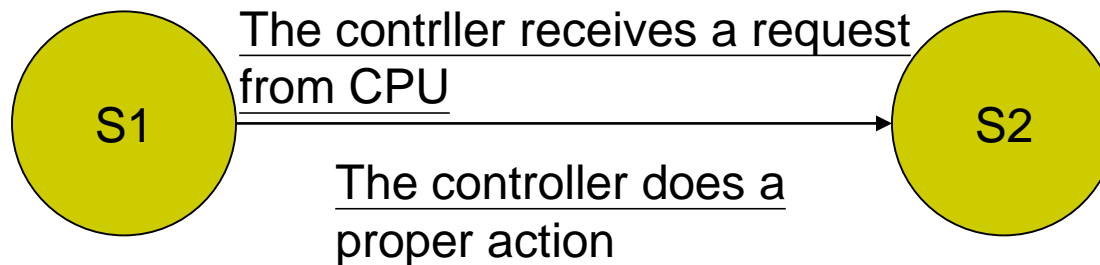 The contrller receives a request
from CPU
S1
S2
The controller does a
proper action